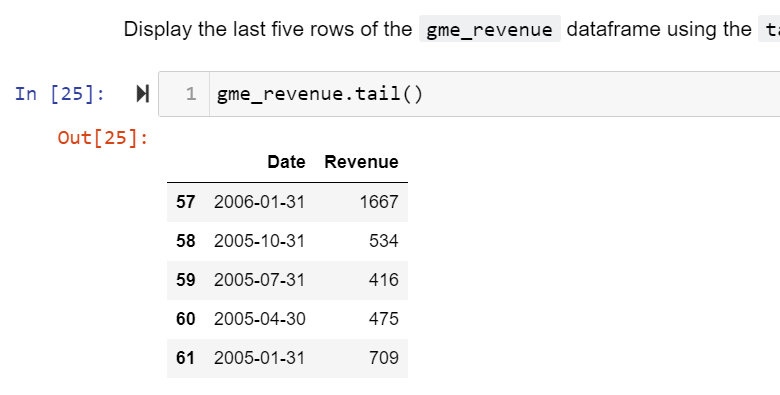 Display the last five rows of the gme_revenue dataframe using the
In [25]: 1 gme_revenue.tail()
Out[25]:
Date Revenue
57 2006-01-31 1667
58 2005-10-31 534
59 2005-07-31 416
60 2005-04-30 475
61 2005-01-31 709